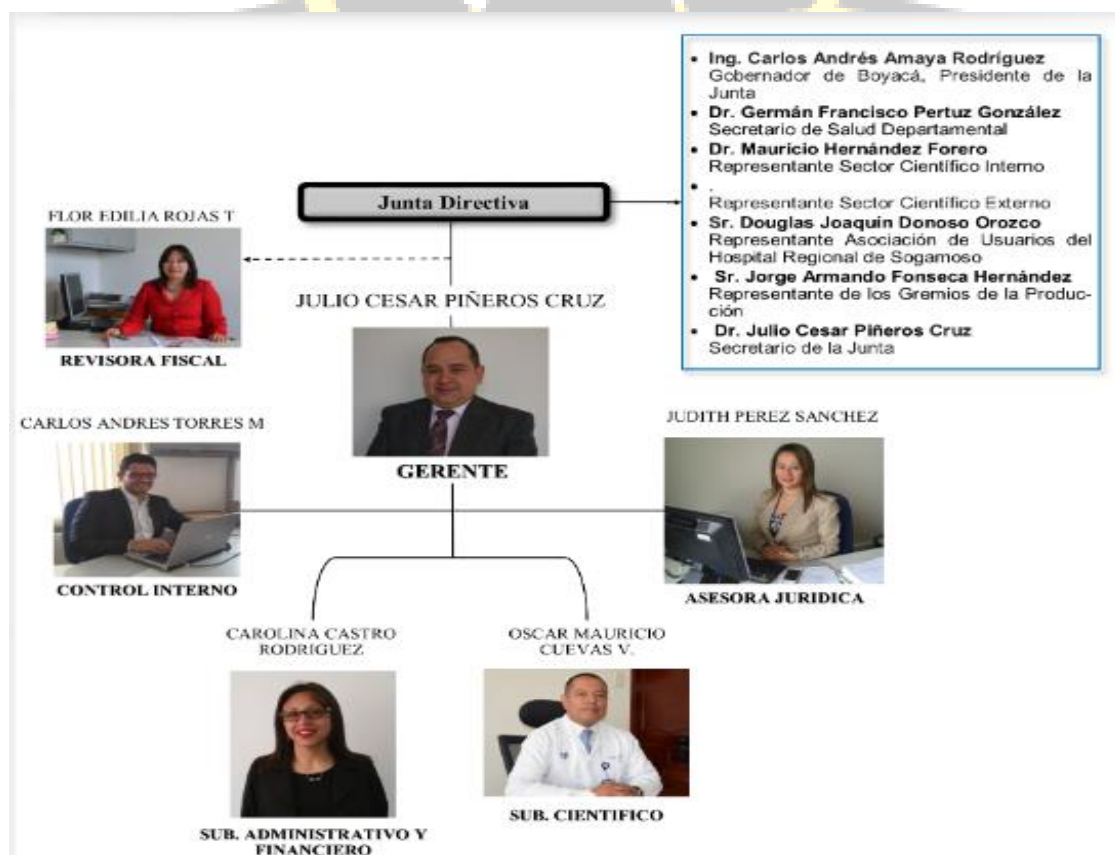 • Ing. Carlos Andrés Amaya Rodríguez
Gobernador de Boyacá, Presidente de la
Junta
• Dr. Germán Francisco Pertuz González
Secretario de Salud Departamental
• Dr. Mauricio Hernández Forero
Representante Sector Científico Interno
• .
Representante Sector Científico Externo
• Sr. Douglas Joaquín Donoso Orozco
Representante Asociación de Usuarios del
Hospital Regional de Sogamoso
• Sr. Jorge Armando Fonseca Hernández
Representante de los Gremios de la Produc-
ción
• Dr. Julio Cesar Piñeros Cruz
Secretario de la Junta
Junta Directiva
FLOR EDILIA ROJAS T
REVISORA FISCAL
JULIO CESAR PIÑEROS CRUZ
GERENTE
CARLOS ANDRES TORRES M
CONTROL INTERNO
JUDITH PEREZ SANCHEZ
ASESORA JURIDICA
CAROLINA CASTRO
RODRIGUEZ
SUB. ADMINISTRATIVO Y
FINANCIERO
OSCAR MAURICIO
CUEVAS V.
SUB. CIENTIFICO